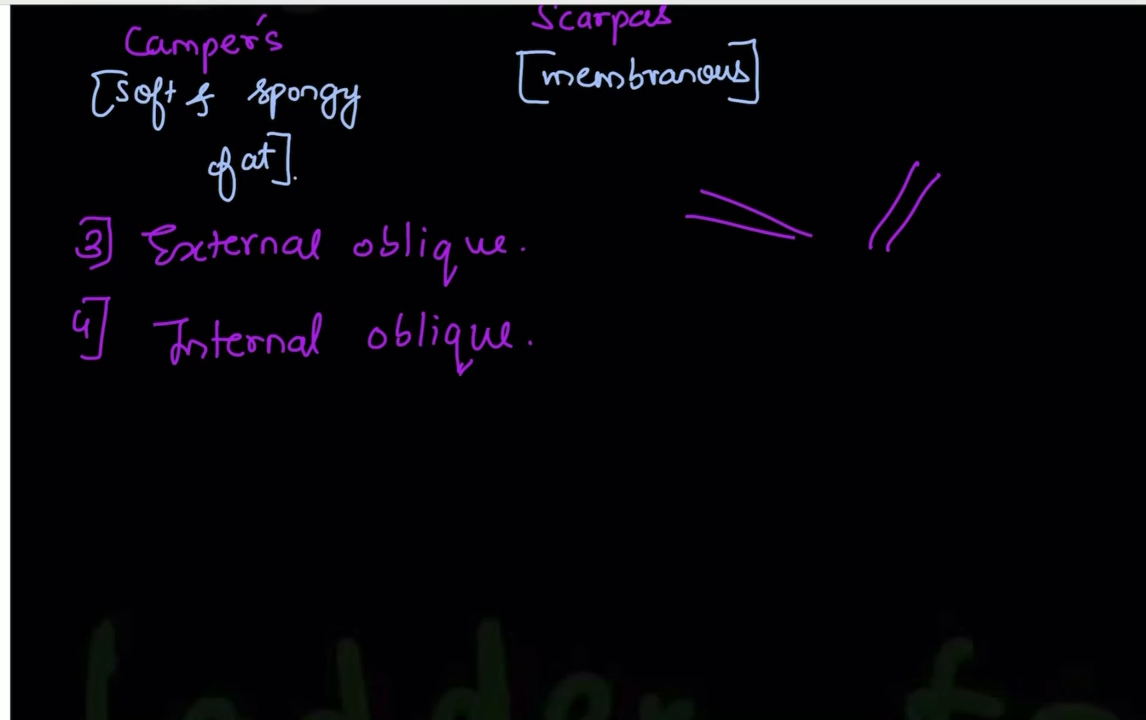 Camper's Scarpas
[soft & spongy [membranous]
fat].
3] External oblique.
4] Internal oblique.